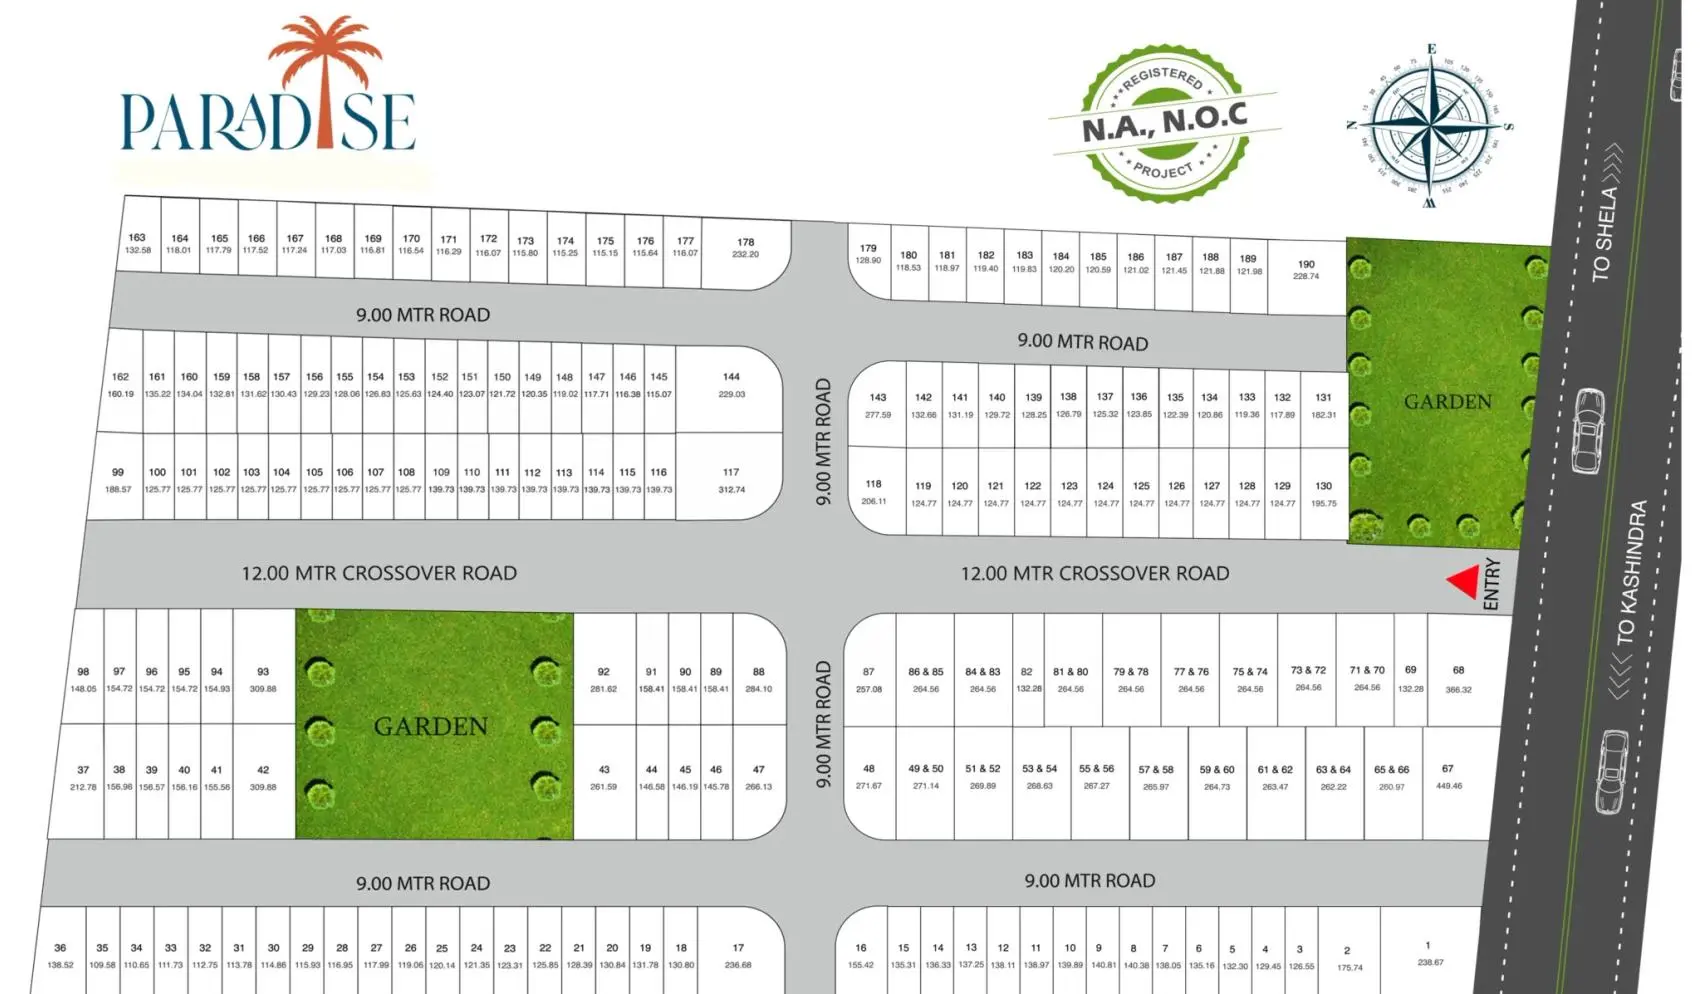 PARADISE
REGISTERED
N.A., N.O.C
PROJECT
E
N
S
W
TO SHELA
163 164 165 166 167 168 169 170 171 172 173 174 175 176 177 178
132.58 118.01 117.79 117.52 117.24 117.03 116.81 116.54 116.29 116.07 115.80 115.25 115.15 115.64 116.07 232.20
179 180 181 182 183 184 185 186 187 188 189 190
128.90 118.53 118.97 119.40 119.83 120.20 120.59 121.02 121.45 121.88 121.98 228.74
9.00 MTR ROAD
9.00 MTR ROAD
162 161 160 159 158 157 156 155 154 153 152 151 150 149 148 147 146 145 144
160.19 135.22 134.04 132.81 131.62 130.43 129.23 128.06 126.83 125.63 124.40 123.07 121.72 120.35 119.02 117.71 116.38 115.07 229.03
143 142 141 140 139 138 137 136 135 134 133 132 131
277.59 132.66 131.19 129.72 128.25 126.79 125.32 123.85 122.39 120.86 119.36 117.89 182.31
GARDEN
9.00 MTR ROAD
99 100 101 102 103 104 105 106 107 108 109 110 111 112 113 114 115 116 117
188.57 125.77 125.77 125.77 125.77 125.77 125.77 125.77 125.77 125.77 139.73 139.73 139.73 139.73 139.73 139.73 139.73 139.73 312.74
118 119 120 121 122 123 124 125 126 127 128 129 130
206.11 124.77 124.77 124.77 124.77 124.77 124.77 124.77 124.77 124.77 124.77 124.77 195.75
12.00 MTR CROSSOVER ROAD
12.00 MTR CROSSOVER ROAD
ENTRY
TO KASHINDRA
98 97 96 95 94 93
148.05 154.72 154.72 154.72 154.93 309.88
GARDEN
92 91 90 89 88
281.62 158.41 158.41 158.41 284.10
9.00 MTR ROAD
87 86 & 85 84 & 83 82 81 & 80 79 & 78 77 & 76 75 & 74 73 & 72 71 & 70 69 68
257.08 264.56 264.56 132.28 264.56 264.56 264.56 264.56 264.56 264.56 132.28 366.32
37 38 39 40 41 42
212.78 156.98 156.57 156.16 155.56 309.88
43 44 45 46 47
261.59 146.58 146.19 145.78 266.13
48 49 & 50 51 & 52 53 & 54 55 & 56 57 & 58 59 & 60 61 & 62 63 & 64 65 & 66 67
271.67 271.14 269.89 268.63 267.27 265.97 264.73 263.47 262.22 260.97 449.46
9.00 MTR ROAD
9.00 MTR ROAD
36 35 34 33 32 31 30 29 28 27 26 25 24 23 22 21 20 19 18 17
138.52 109.58 110.65 111.73 112.75 113.78 114.86 115.93 116.95 117.99 119.06 120.14 121.35 123.31 125.85 128.39 130.84 131.78 130.80 236.68
16 15 14 13 12 11 10 9 8 7 6 5 4 3 2 1
155.42 135.31 136.33 137.25 138.11 138.97 139.89 140.81 140.38 138.05 135.16 132.30 129.45 126.55 175.74 238.67